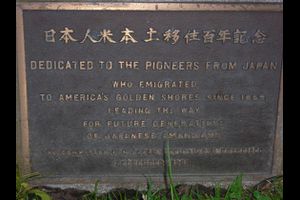 日本人米本土移住百年記念
DEDICATED TO THE PIONEERS FROM JAPAN
WHO EMIGRATED
TO AMERICA'S GOLDEN SHORES SINCE 1869
LEADING THE WAY
FOR FUTURE GENERATIONS
OF JAPANESE AMERICANS